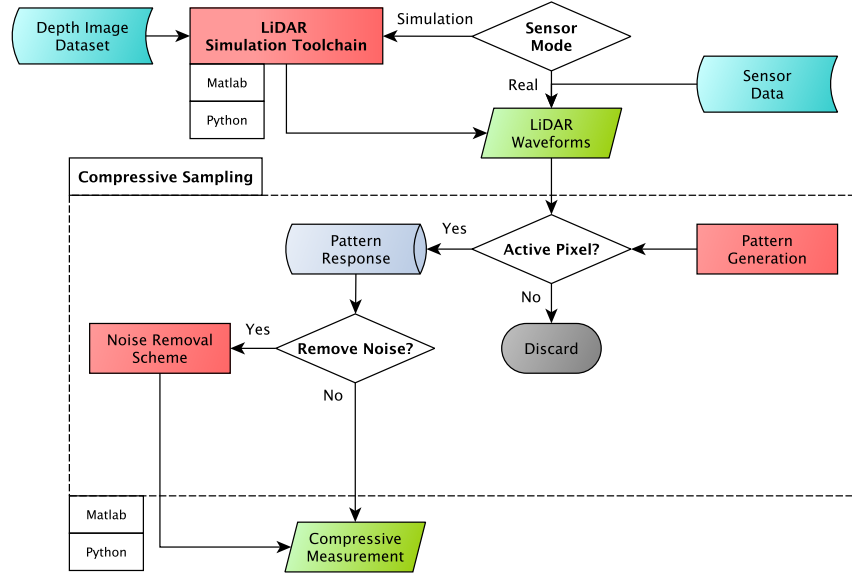 Depth Image
Dataset
LiDAR
Simulation Toolchain
Simulation
Sensor
Mode
Matlab
Python
Real
Sensor
Data
LiDAR
Waveforms
Compressive Sampling
Pattern
Response
Yes
Active Pixel?
Pattern
Generation
No
Discard
Noise Removal
Scheme
Yes
Remove Noise?
No
Matlab
Python
Compressive
Measurement